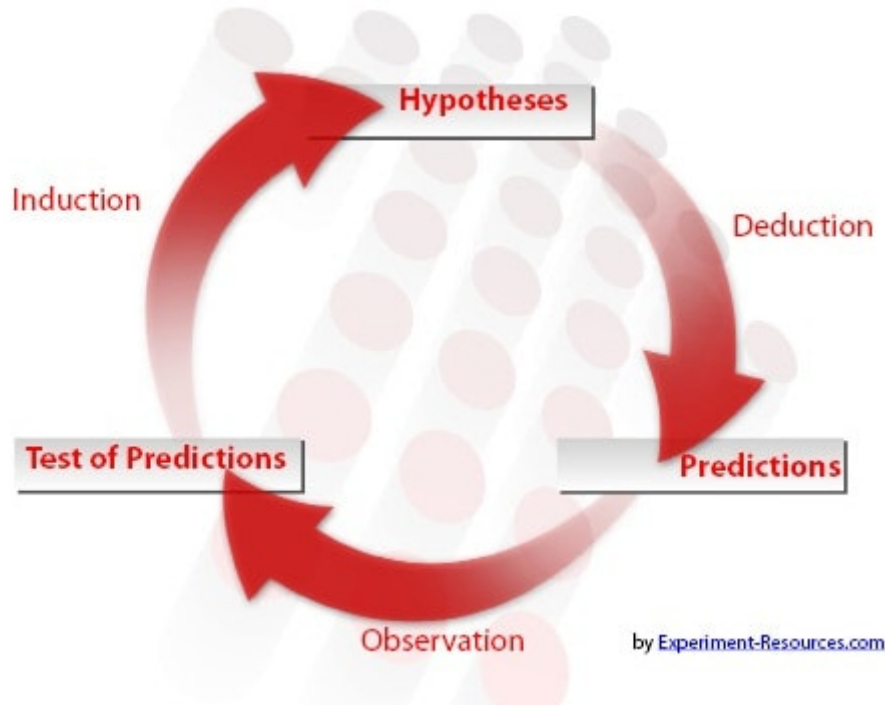 Hypotheses
Induction
Deduction
Test of Predictions
Predictions
Observation
by Experiment-Resources.com